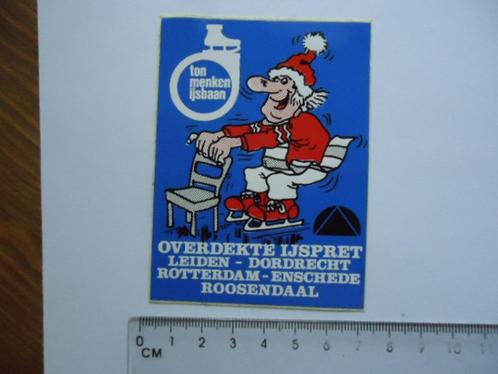 ton
menken
ijsbaan
OVERDEKTE IJSPRET
LEIDEN - DORDRECHT
ROTTERDAM - ENSCHEDE
ROOSENDAAL
0 1 2 3 4 5 6 7 8 9 10 11
CM